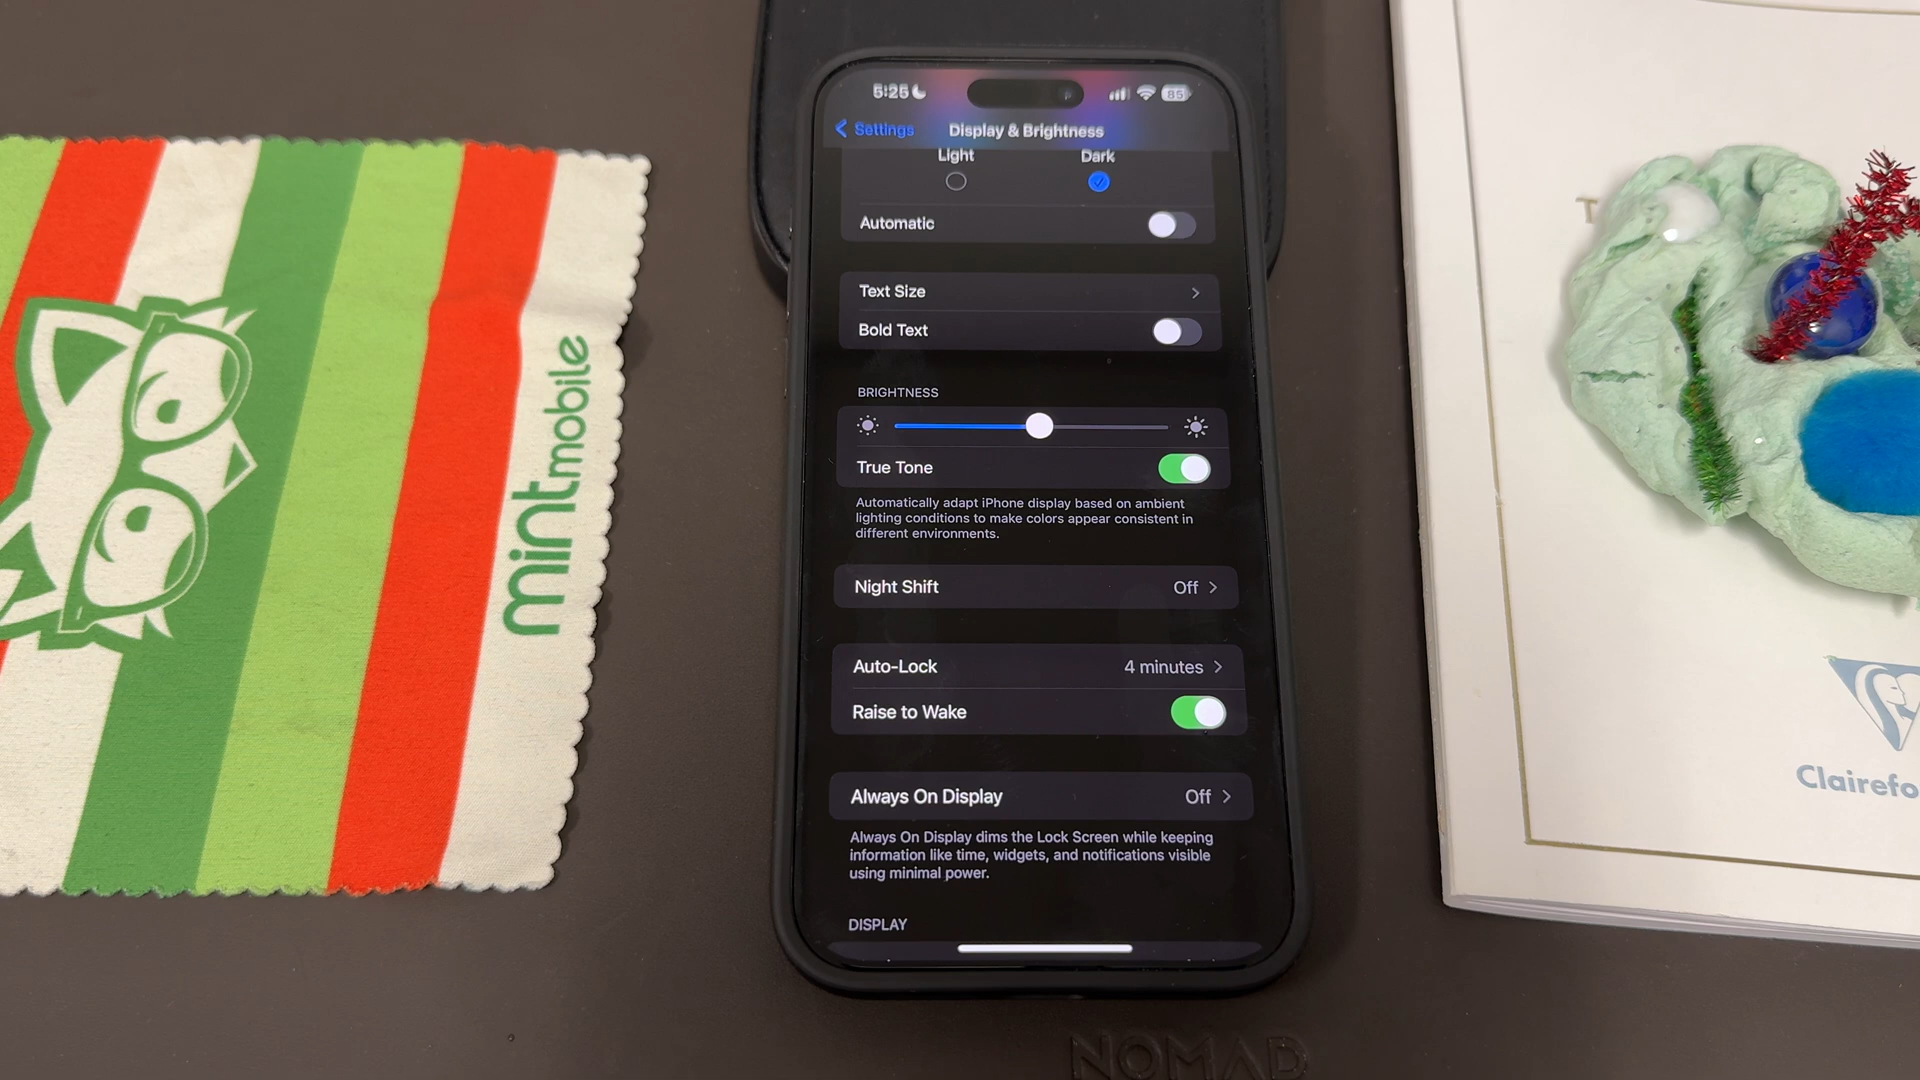 mintmobile
5:25
85
Settings
Display & Brightness
Light
Dark
Automatic
Text Size
Bold Text
BRIGHTNESS
True Tone
Automatically adapt iPhone display based on ambient
lighting conditions to make colors appear consistent in
different environments.
Night Shift
Off
Auto-Lock
4 minutes
Raise to Wake
Always On Display
Off
Always On Display dims the Lock Screen while keeping
information like time, widgets, and notifications visible
using minimal power.
DISPLAY
NOMAD
T
Clairefo